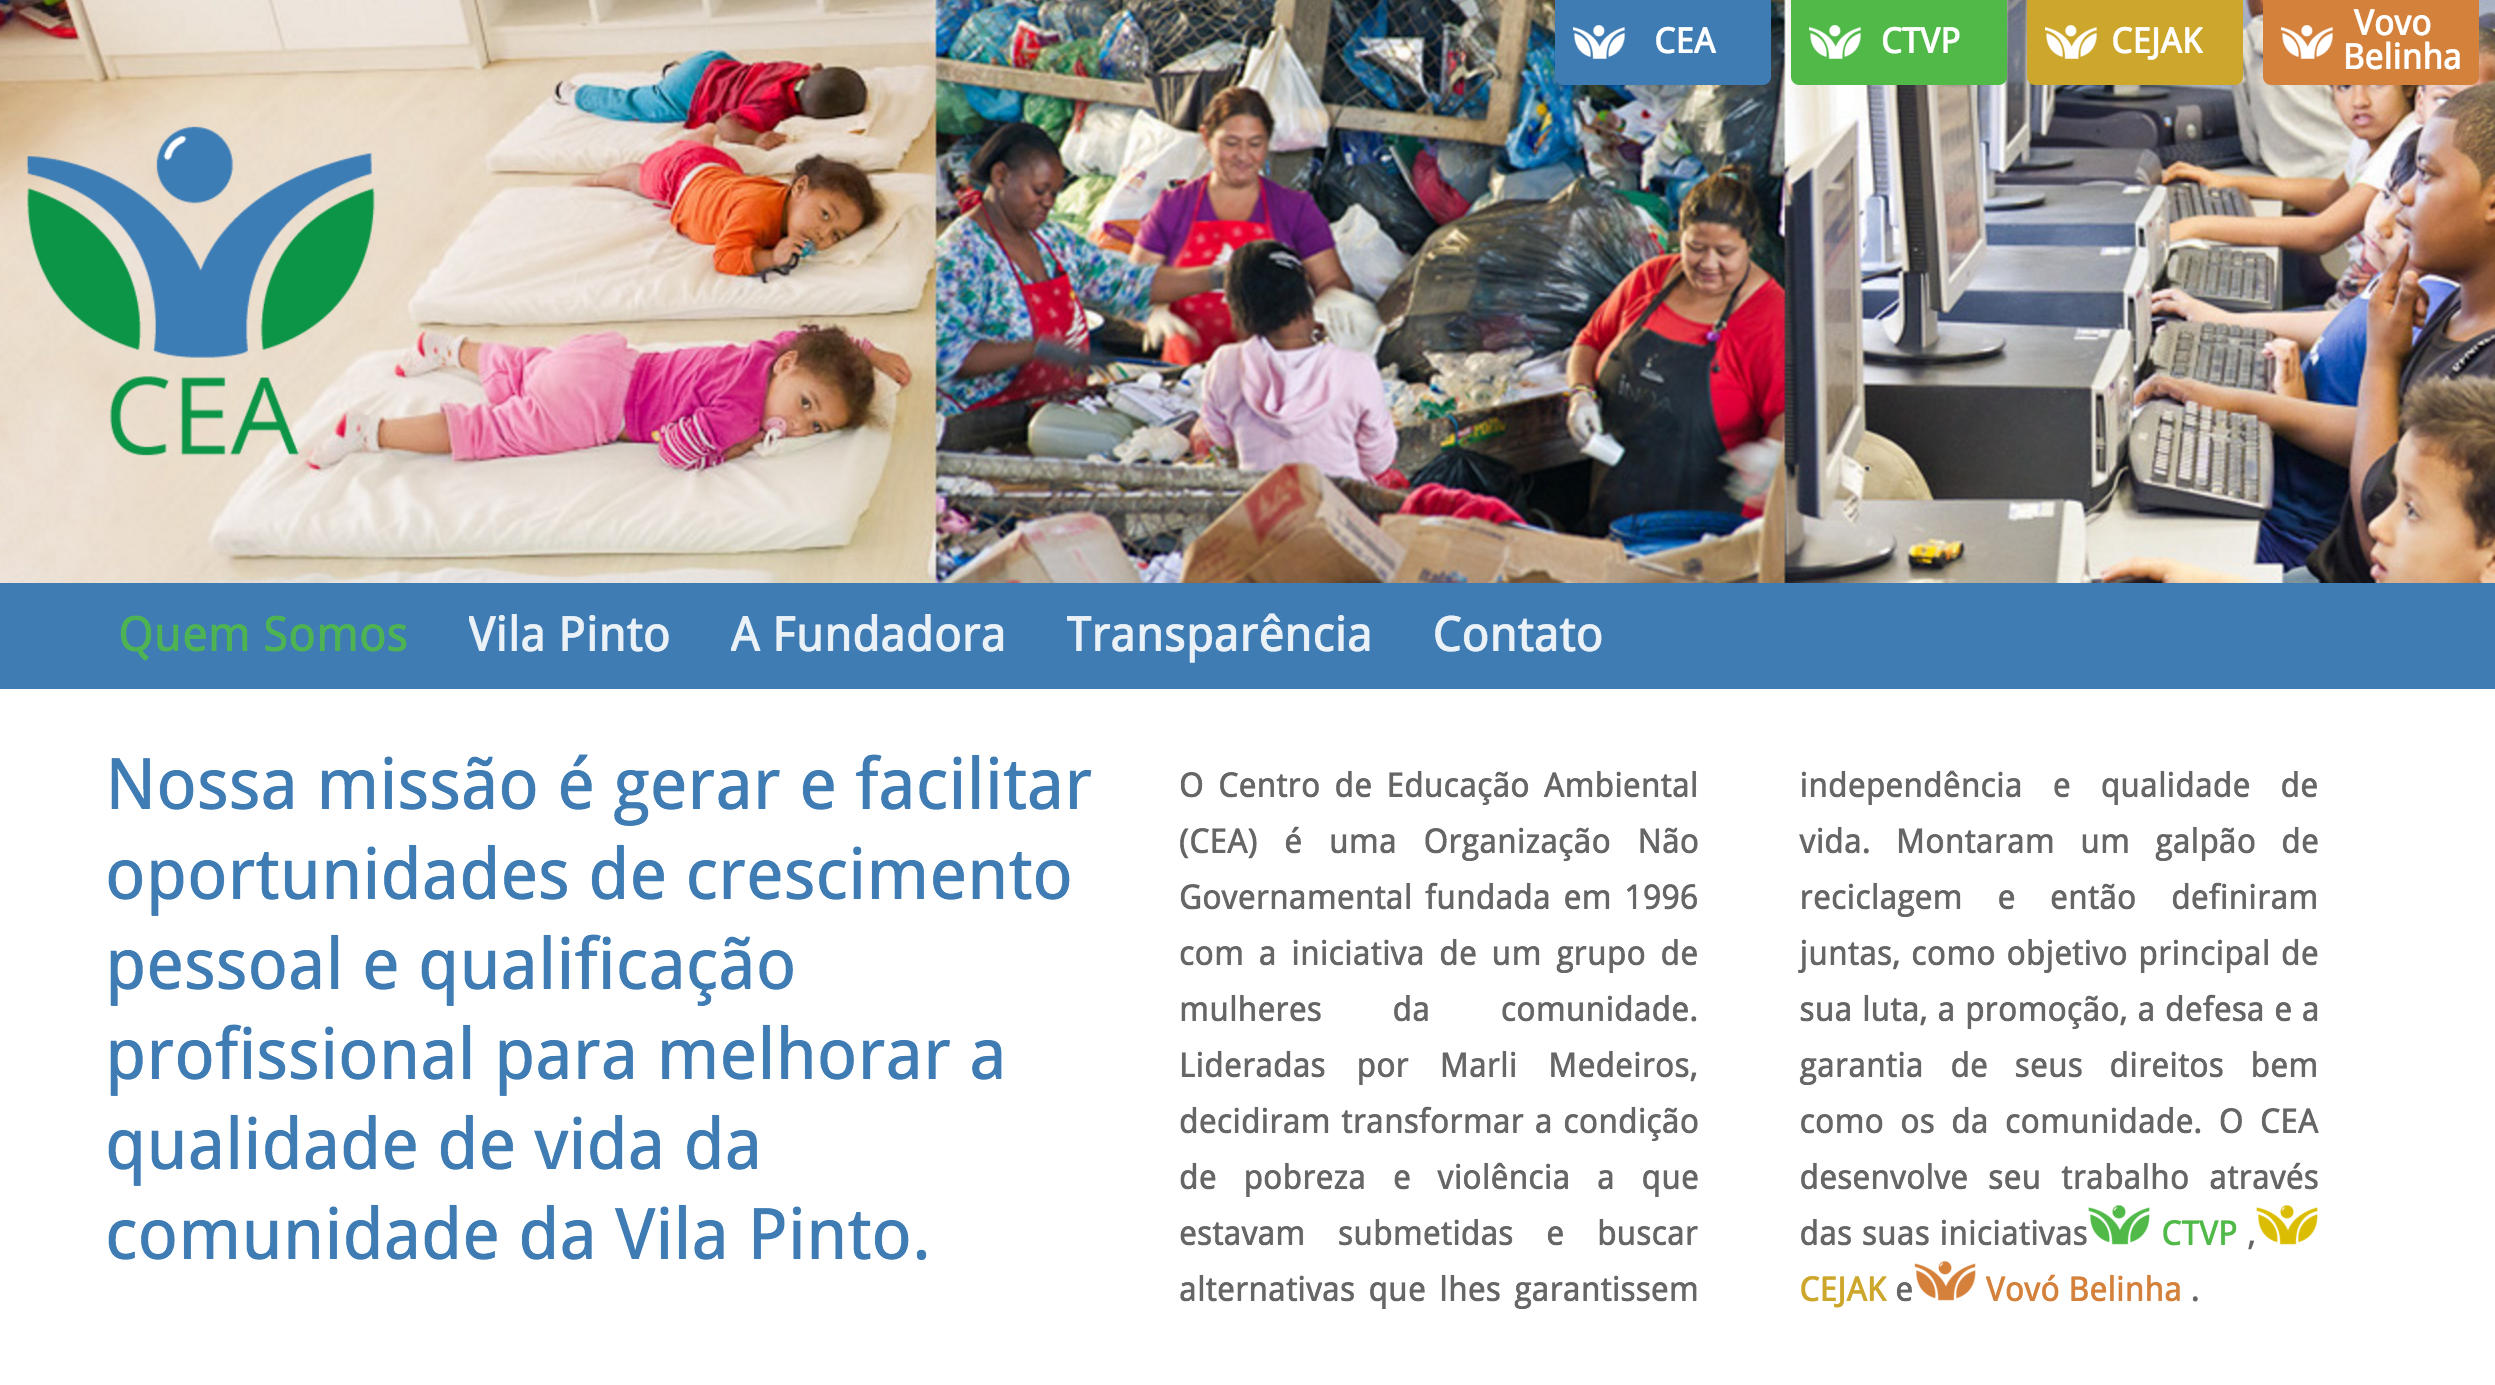 CEA
CTVP
CEJAK
Vovo
Belinha
CEA
Quem Somos
Vila Pinto
A Fundadora
Transparência
Contato
Nossa missão é gerar e facilitar
oportunidades de crescimento
pessoal e qualificação
profissional para melhorar a
qualidade de vida da
comunidade da Vila Pinto.
O Centro de Educação Ambiental
(CEA) é uma Organização Não
Governamental fundada em 1996
com a iniciativa de um grupo de
mulheres da comunidade.
Lideradas por Marli Medeiros,
decidiram transformar a condição
de pobreza e violência a que
estavam submetidas e buscar
alternativas que lhes garantissem
independência e qualidade de
vida. Montaram um galpão de
reciclagem e então definiram
juntas, como objetivo principal de
sua luta, a promoção, a defesa e a
garantia de seus direitos bem
como os da comunidade. O CEA
desenvolve seu trabalho através
das suas iniciativas CTVP ,
CEJAK e Vovó Belinha .